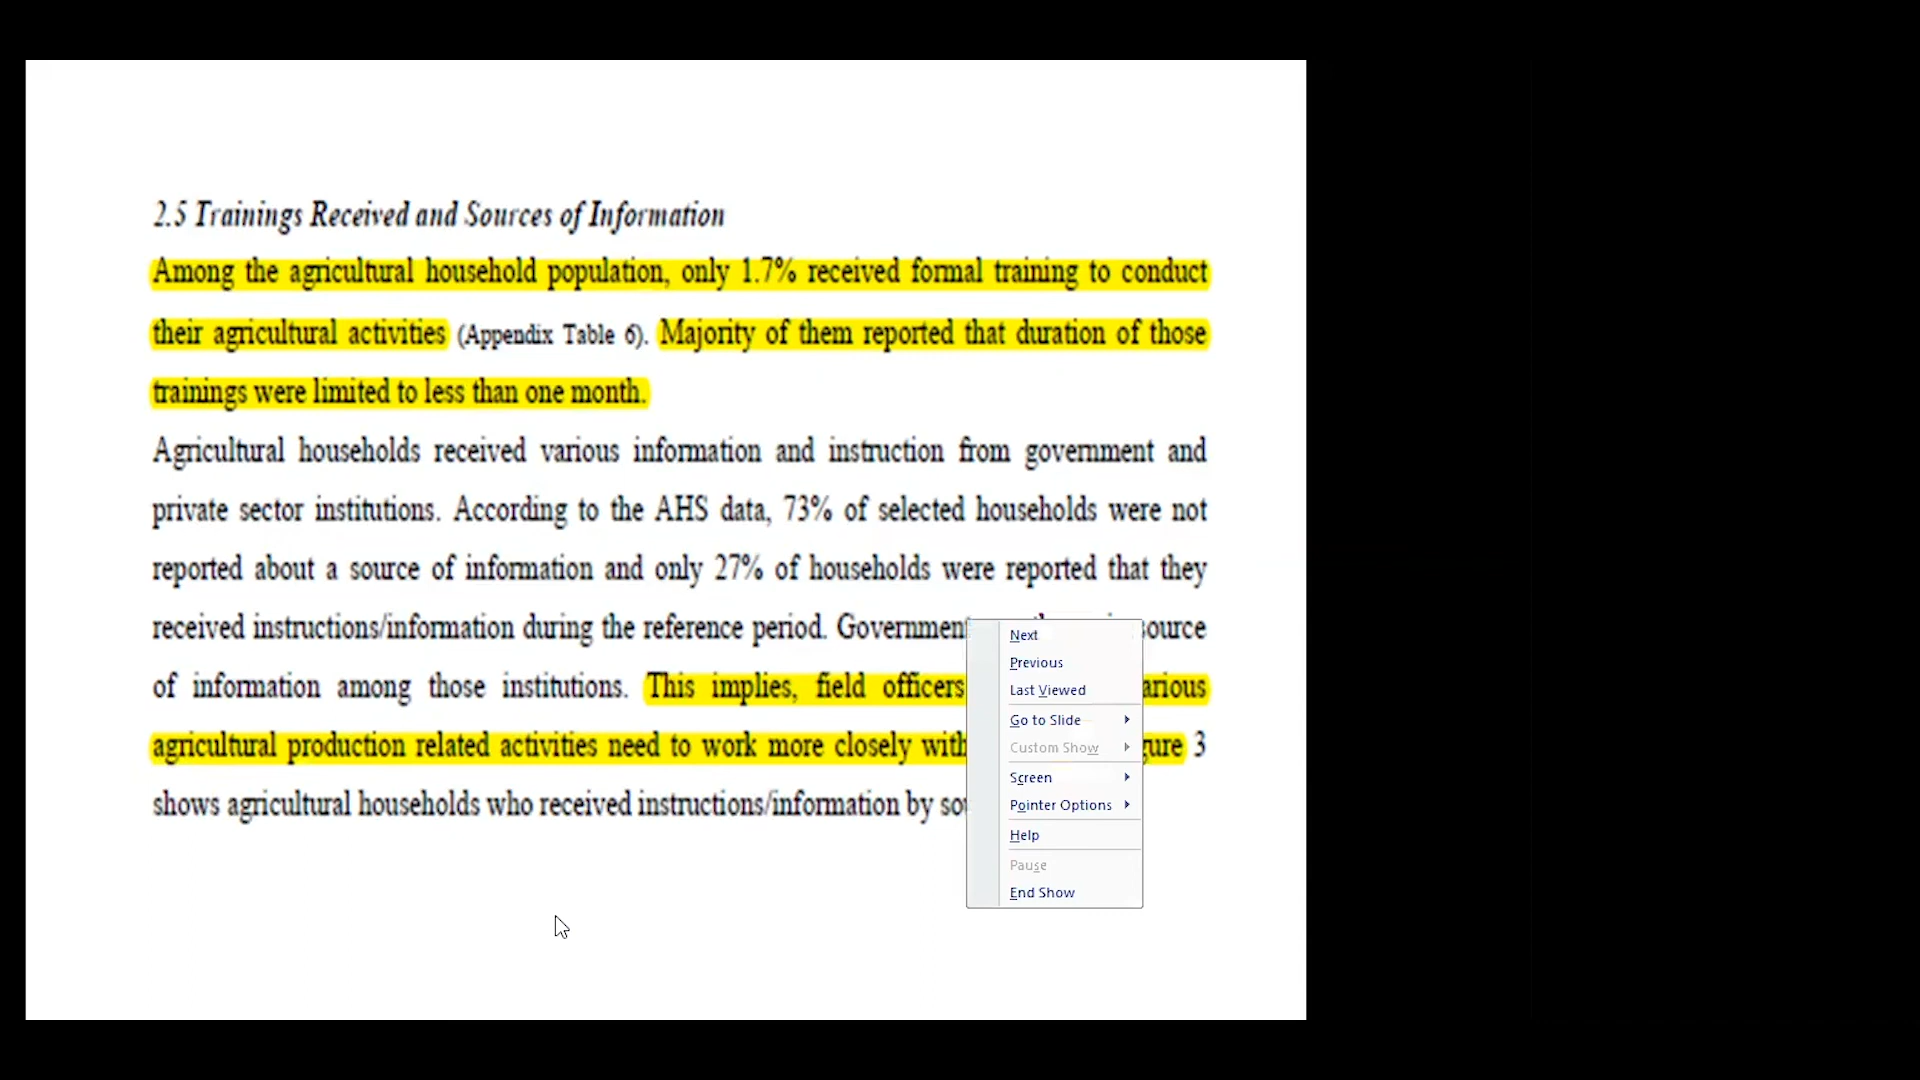 2.5 Trainings Received and Sources of Information
Among the agricultural household population, only 1.7% received formal training to conduct
their agricultural activities (Appendix Table 6). Majority of them reported that duration of those
trainings were limited to less than one month.
Agricultural households received various information and instruction from government and
private sector institutions. According to the AHS data, 73% of selected households were not
reported about a source of information and only 27% of households were reported that they
received instructions/information during the reference period. Government source
of information among those institutions. This implies, field officers arious
agricultural production related activities need to work more closely with gure 3
shows agricultural households who received instructions/information by sou
Next
Previous
Last Viewed
Go to Slide
Custom Show
Screen
Pointer Options
Help
Pause
End Show